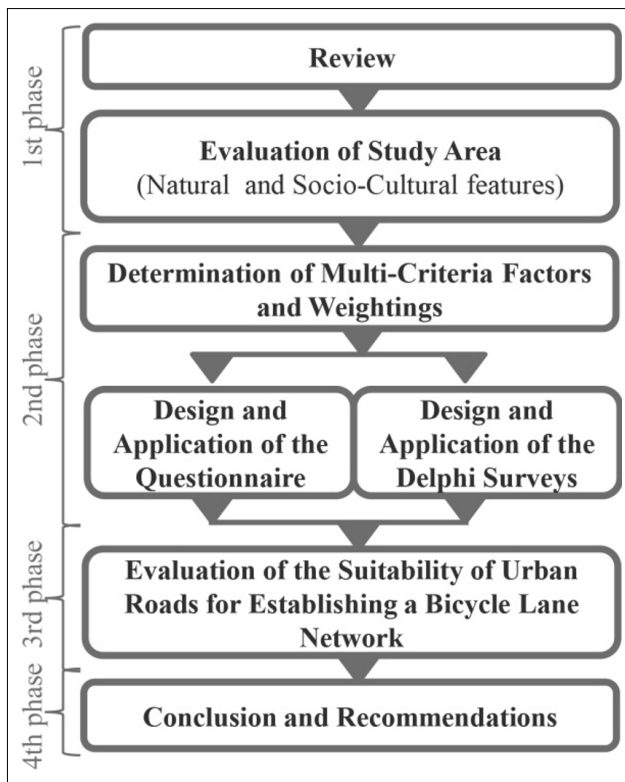 1st phase
Review
Evaluation of Study Area
(Natural and Socio-Cultural features)
2nd phase
Determination of Multi-Criteria Factors
and Weightings
Design and
Application of the
Questionnaire
Design and
Application of the
Delphi Surveys
3rd phase
Evaluation of the Suitability of Urban
Roads for Establishing a Bicycle Lane
Network
4th phase
Conclusion and Recommendations